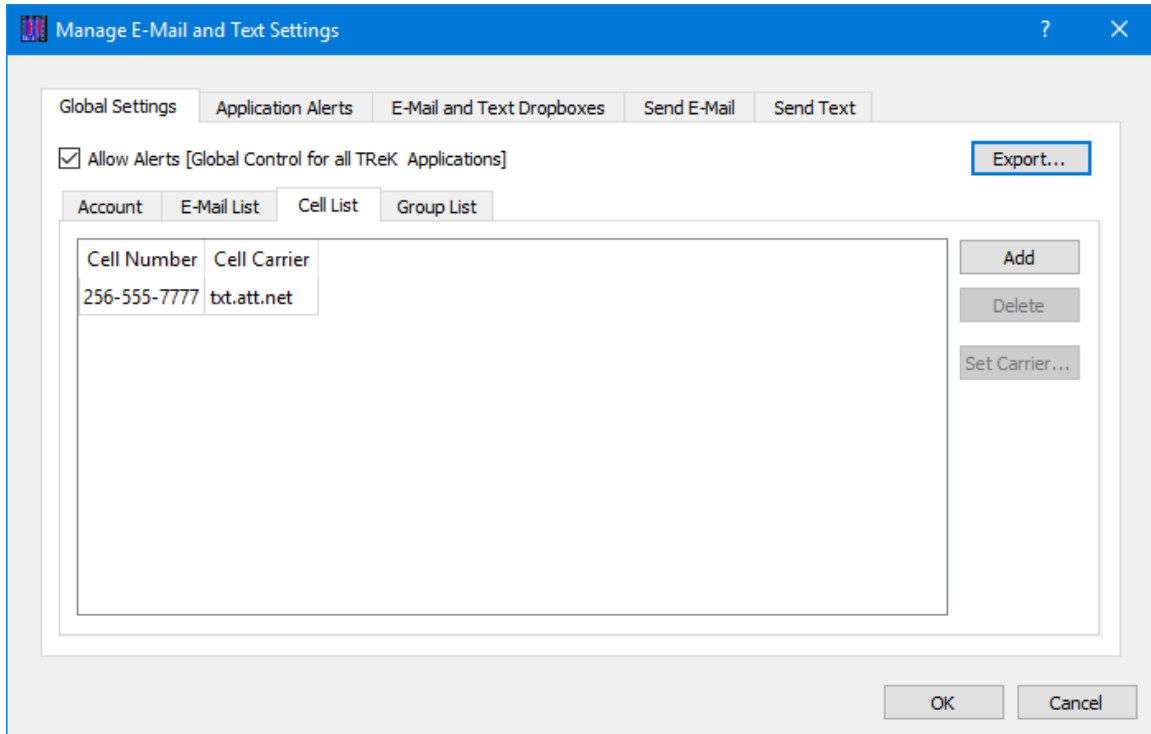 Manage E-Mail and Text Settings ?
Global Settings Application Alerts E-Mail and Text Dropboxes Send E-Mail Send Text
Allow Alerts [Global Control for all TReK Applications] Export...
Account E-Mail List Cell List Group List
Cell Number Cell Carrier Add
256-555-7777 txt.att.net
Delete
Set Carrier...
OK Cancel